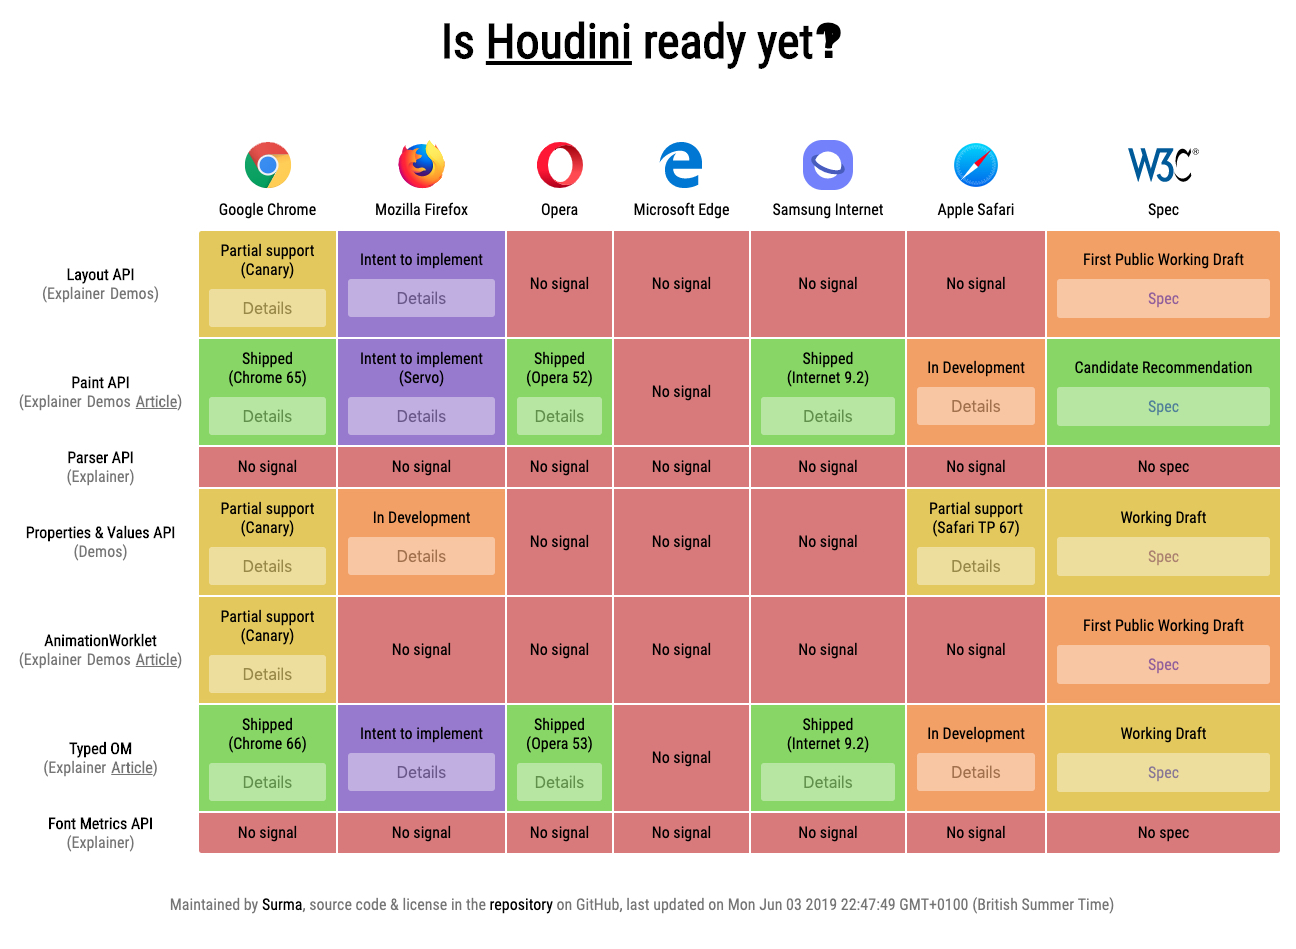 Is Houdini ready yet?
W3C®
Google Chrome
Mozilla Firefox
Opera
Microsoft Edge
Samsung Internet
Apple Safari
Spec
Layout API
(Explainer Demos)
Partial support
(Canary)
Details
Intent to implement
Details
No signal
No signal
No signal
No signal
First Public Working Draft
Spec
Paint API
(Explainer Demos Article)
Shipped
(Chrome 65)
Details
Intent to implement
(Servo)
Details
Shipped
(Opera 52)
Details
No signal
Shipped
(Internet 9.2)
Details
In Development
Details
Candidate Recommendation
Spec
Parser API
(Explainer)
No signal
No signal
No signal
No signal
No signal
No signal
No spec
Properties & Values API
(Demos)
Partial support
(Canary)
Details
In Development
Details
No signal
No signal
No signal
Partial support
(Safari TP 67)
Details
Working Draft
Spec
AnimationWorklet
(Explainer Demos Article)
Partial support
(Canary)
Details
No signal
No signal
No signal
No signal
No signal
First Public Working Draft
Spec
Typed OM
(Explainer Article)
Shipped
(Chrome 66)
Details
Intent to implement
Details
Shipped
(Opera 53)
Details
No signal
Shipped
(Internet 9.2)
Details
In Development
Details
Working Draft
Spec
Font Metrics API
(Explainer)
No signal
No signal
No signal
No signal
No signal
No signal
No spec
Maintained by Surma, source code & license in the repository on GitHub, last updated on Mon Jun 03 2019 22:47:49 GMT+0100 (British Summer Time)